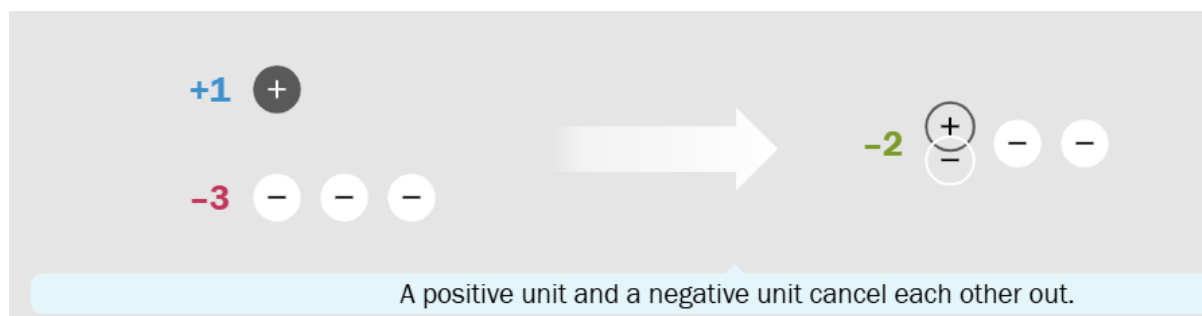 +1 +
–3 – – –
–2 + – – –
A positive unit and a negative unit cancel each other out.